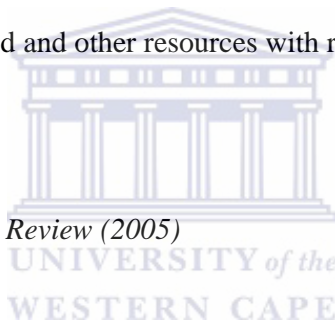 d and other resources with r
Review (2005)
UNIVERSITY of the
WESTERN CAPE